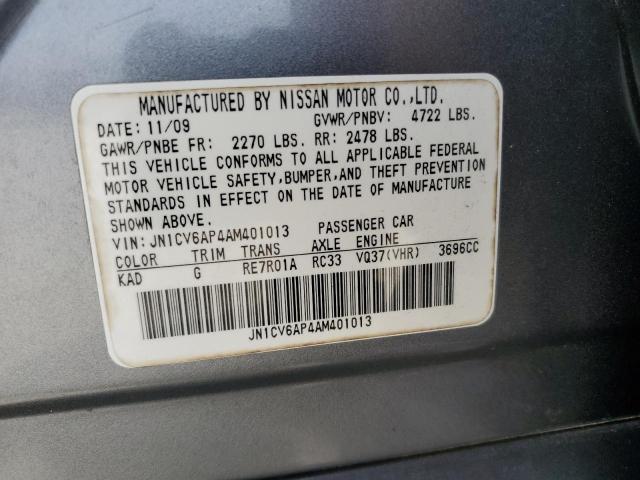 MANUFACTURED BY NISSAN MOTOR CO.,LTD.
DATE: 11/09 GVWR/PNBV: 4722 LBS.
GAWR/PNBE FR: 2270 LBS. RR: 2478 LBS.
THIS VEHICLE CONFORMS TO ALL APPLICABLE FEDERAL
MOTOR VEHICLE SAFETY,BUMPER,AND THEFT PREVENTION
STANDARDS IN EFFECT ON THE DATE OF MANUFACTURE
SHOWN ABOVE.
VIN: JN1CV6AP4AM401013 PASSENGER CAR
COLOR TRIM TRANS AXLE ENGINE
KAD G RE7R01A RC33 VQ37(VHR) 3696CC
JN1CV6AP4AM401013